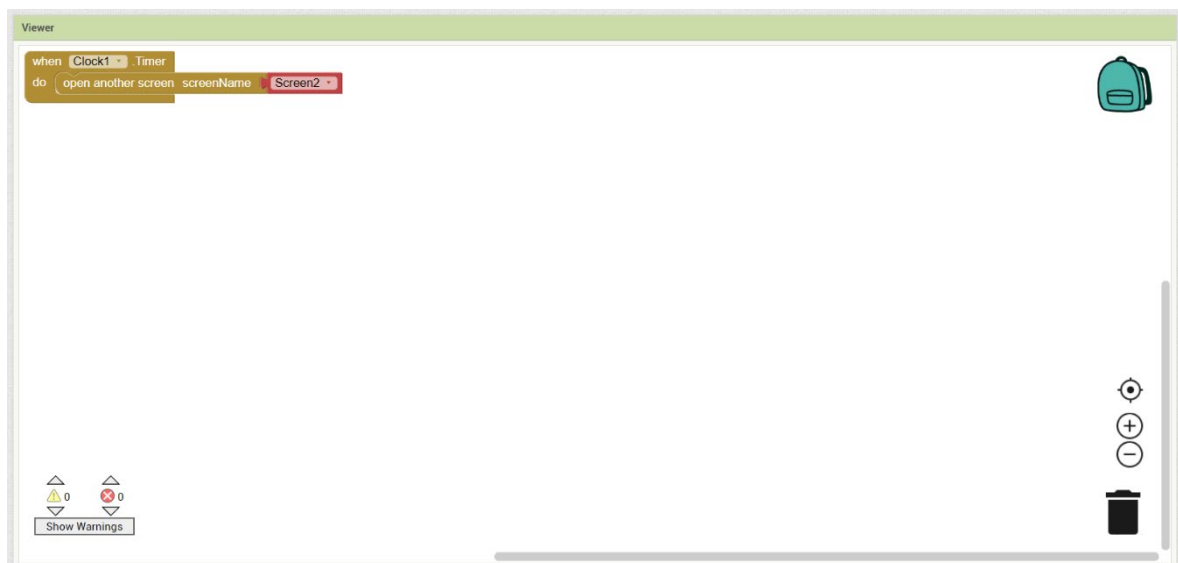 Viewer
when Clock1 .Timer
do open another screen screenName Screen2
0 0
Show Warnings